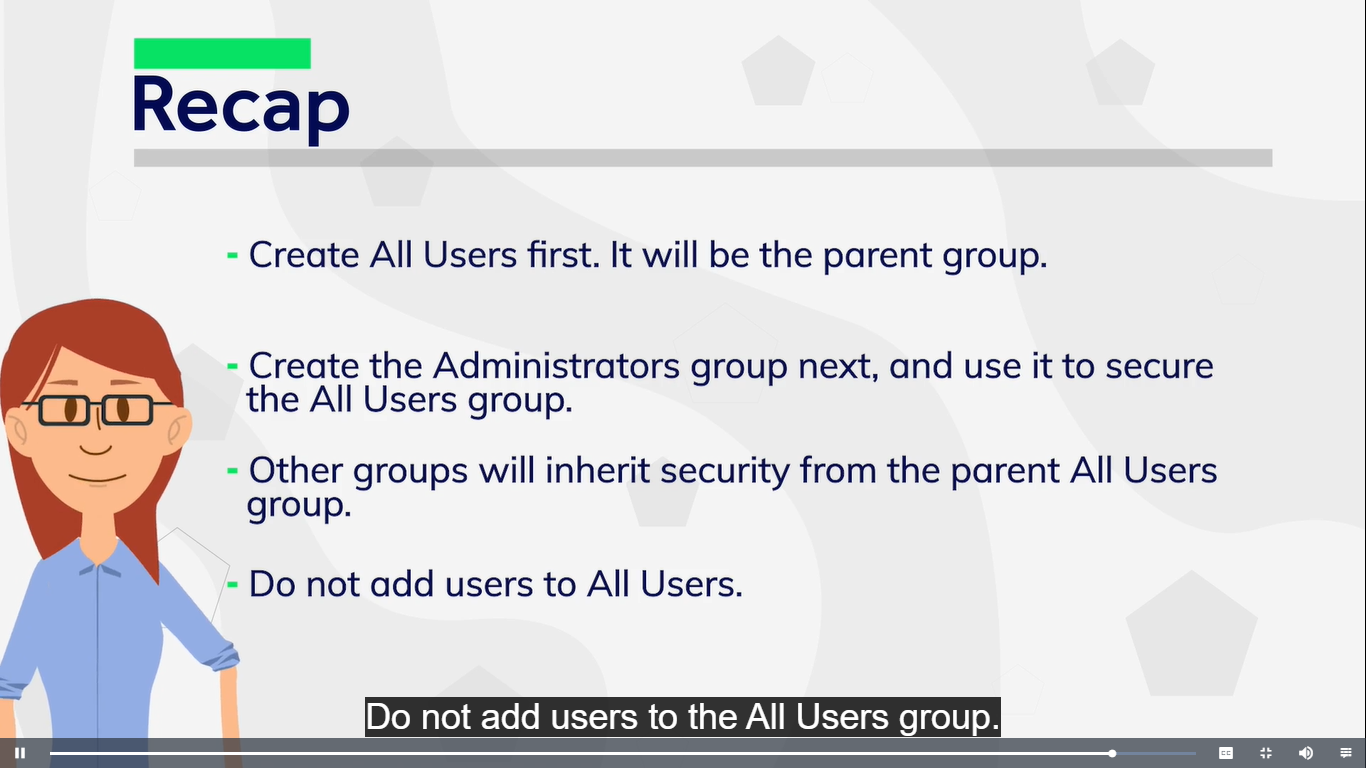 Recap
- Create All Users first. It will be the parent group.
- Create the Administrators group next, and use it to secure
the All Users group.
- Other groups will inherit security from the parent All Users
group.
- Do not add users to All Users.
Do not add users to the All Users group.
CC